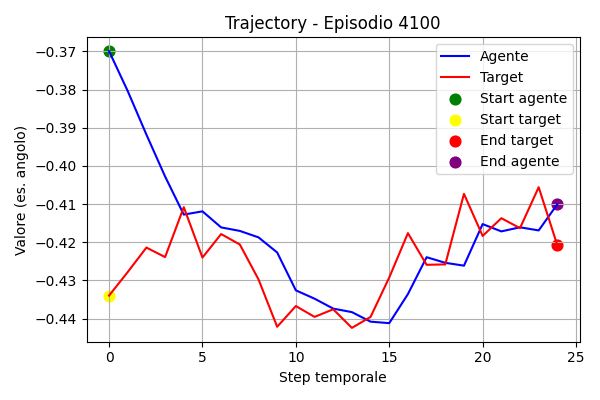 Trajectory - Episodio 4100
Valore (es. angolo)
−0.37
−0.38
−0.39
−0.40
−0.41
−0.42
−0.43
−0.44
Agente
Target
Start agente
Start target
End target
End agente
0
5
10
15
20
25
Step temporale